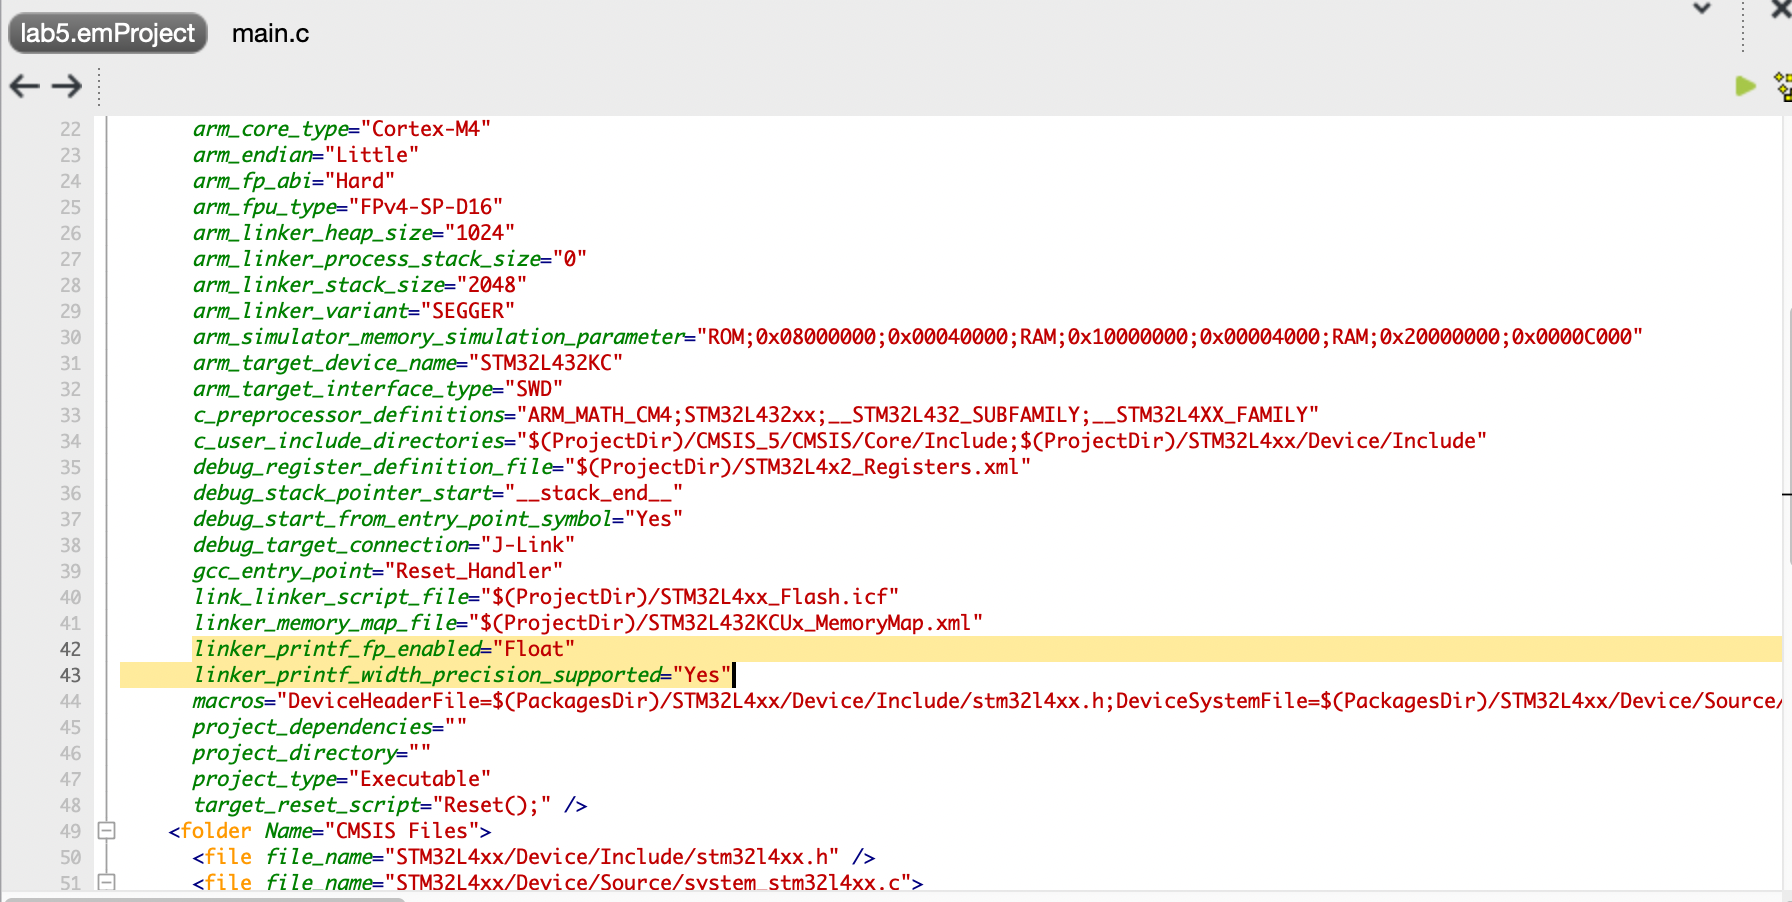 lab5.emProject main.c
22 arm_core_type="Cortex-M4"
23 arm_endian="Little"
24 arm_fp_abi="Hard"
25 arm_fpu_type="FPv4-SP-D16"
26 arm_linker_heap_size="1024"
27 arm_linker_process_stack_size="0"
28 arm_linker_stack_size="2048"
29 arm_linker_variant="SEGGER"
30 arm_simulator_memory_simulation_parameter="ROM;0x08000000;0x00040000;RAM;0x10000000;0x00004000;RAM;0x20000000;0x0000C000"
31 arm_target_device_name="STM32L432KC"
32 arm_target_interface_type="SWD"
33 c_preprocessor_definitions="ARM_MATH_CM4;STM32L432xx;__STM32L432_SUBFAMILY;__STM32L4XX_FAMILY"
34 c_user_include_directories="$(ProjectDir)/CMSIS_5/CMSIS/Core/Include;$(ProjectDir)/STM32L4xx/Device/Include"
35 debug_register_definition_file="$(ProjectDir)/STM32L4x2_Registers.xml"
36 debug_stack_pointer_start="__stack_end__"
37 debug_start_from_entry_point_symbol="Yes"
38 debug_target_connection="J-Link"
39 gcc_entry_point="Reset_Handler"
40 link_linker_script_file="$(ProjectDir)/STM32L4xx_Flash.icf"
41 linker_memory_map_file="$(ProjectDir)/STM32L432KCUx_MemoryMap.xml"
42 linker_printf_fp_enabled="Float"
43 linker_printf_width_precision_supported="Yes"
44 macros="DeviceHeaderFile=$(PackagesDir)/STM32L4xx/Device/Include/stm32l4xx.h;DeviceSystemFile=$(PackagesDir)/STM32L4xx/Device/Source/
45 project_dependencies=""
46 project_directory=""
47 project_type="Executable"
48 target_reset_script="Reset();" />
49 <folder Name="CMSIS Files">
50 <file file_name="STM32L4xx/Device/Include/stm32l4xx.h" />
51 <file file_name="STM32L4xx/Device/Source/system_stm32l4xx.c">